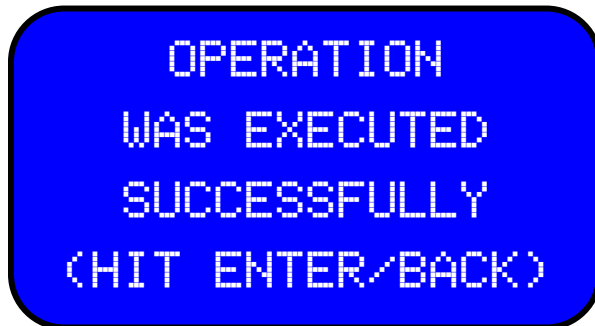 OPERATION
WAS EXECUTED
SUCCESSFULLY
(HIT ENTER/BACK)